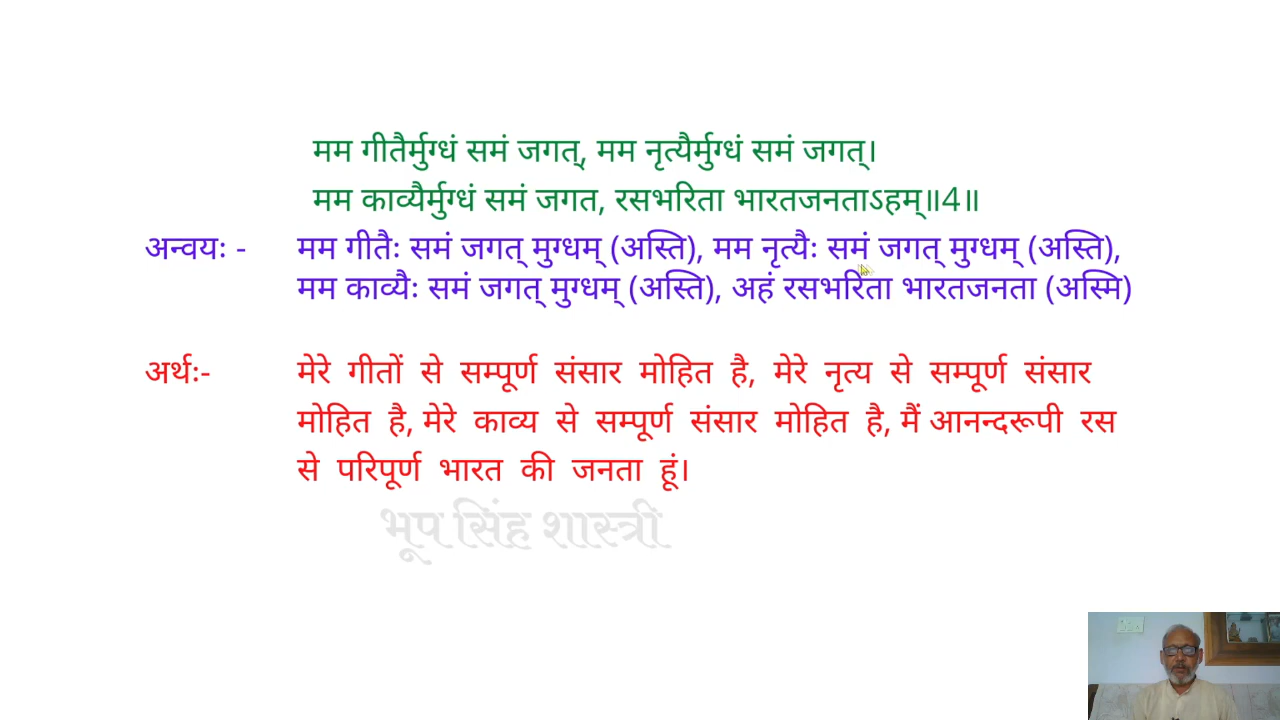 मम गीतैर्मुग्धं समं जगत्, मम नृत्यैर्मुग्धं समं जगत्।
मम काव्यैर्मुग्धं समं जगत, रसभरिता भारतजनताऽहम्॥4॥
अन्वयः - मम गीतैः समं जगत् मुग्धम् (अस्ति), मम नृत्यैः समं जगत् मुग्धम् (अस्ति),
मम काव्यैः समं जगत् मुग्धम् (अस्ति), अहं रसभरिता भारतजनता (अस्मि)
अर्थः- मेरे गीतों से सम्पूर्ण संसार मोहित है, मेरे नृत्य से सम्पूर्ण संसार
मोहित है, मेरे काव्य से सम्पूर्ण संसार मोहित है, मैं आनन्दरूपी रस
से परिपूर्ण भारत की जनता हूं।
भूप सिंह शास्त्री